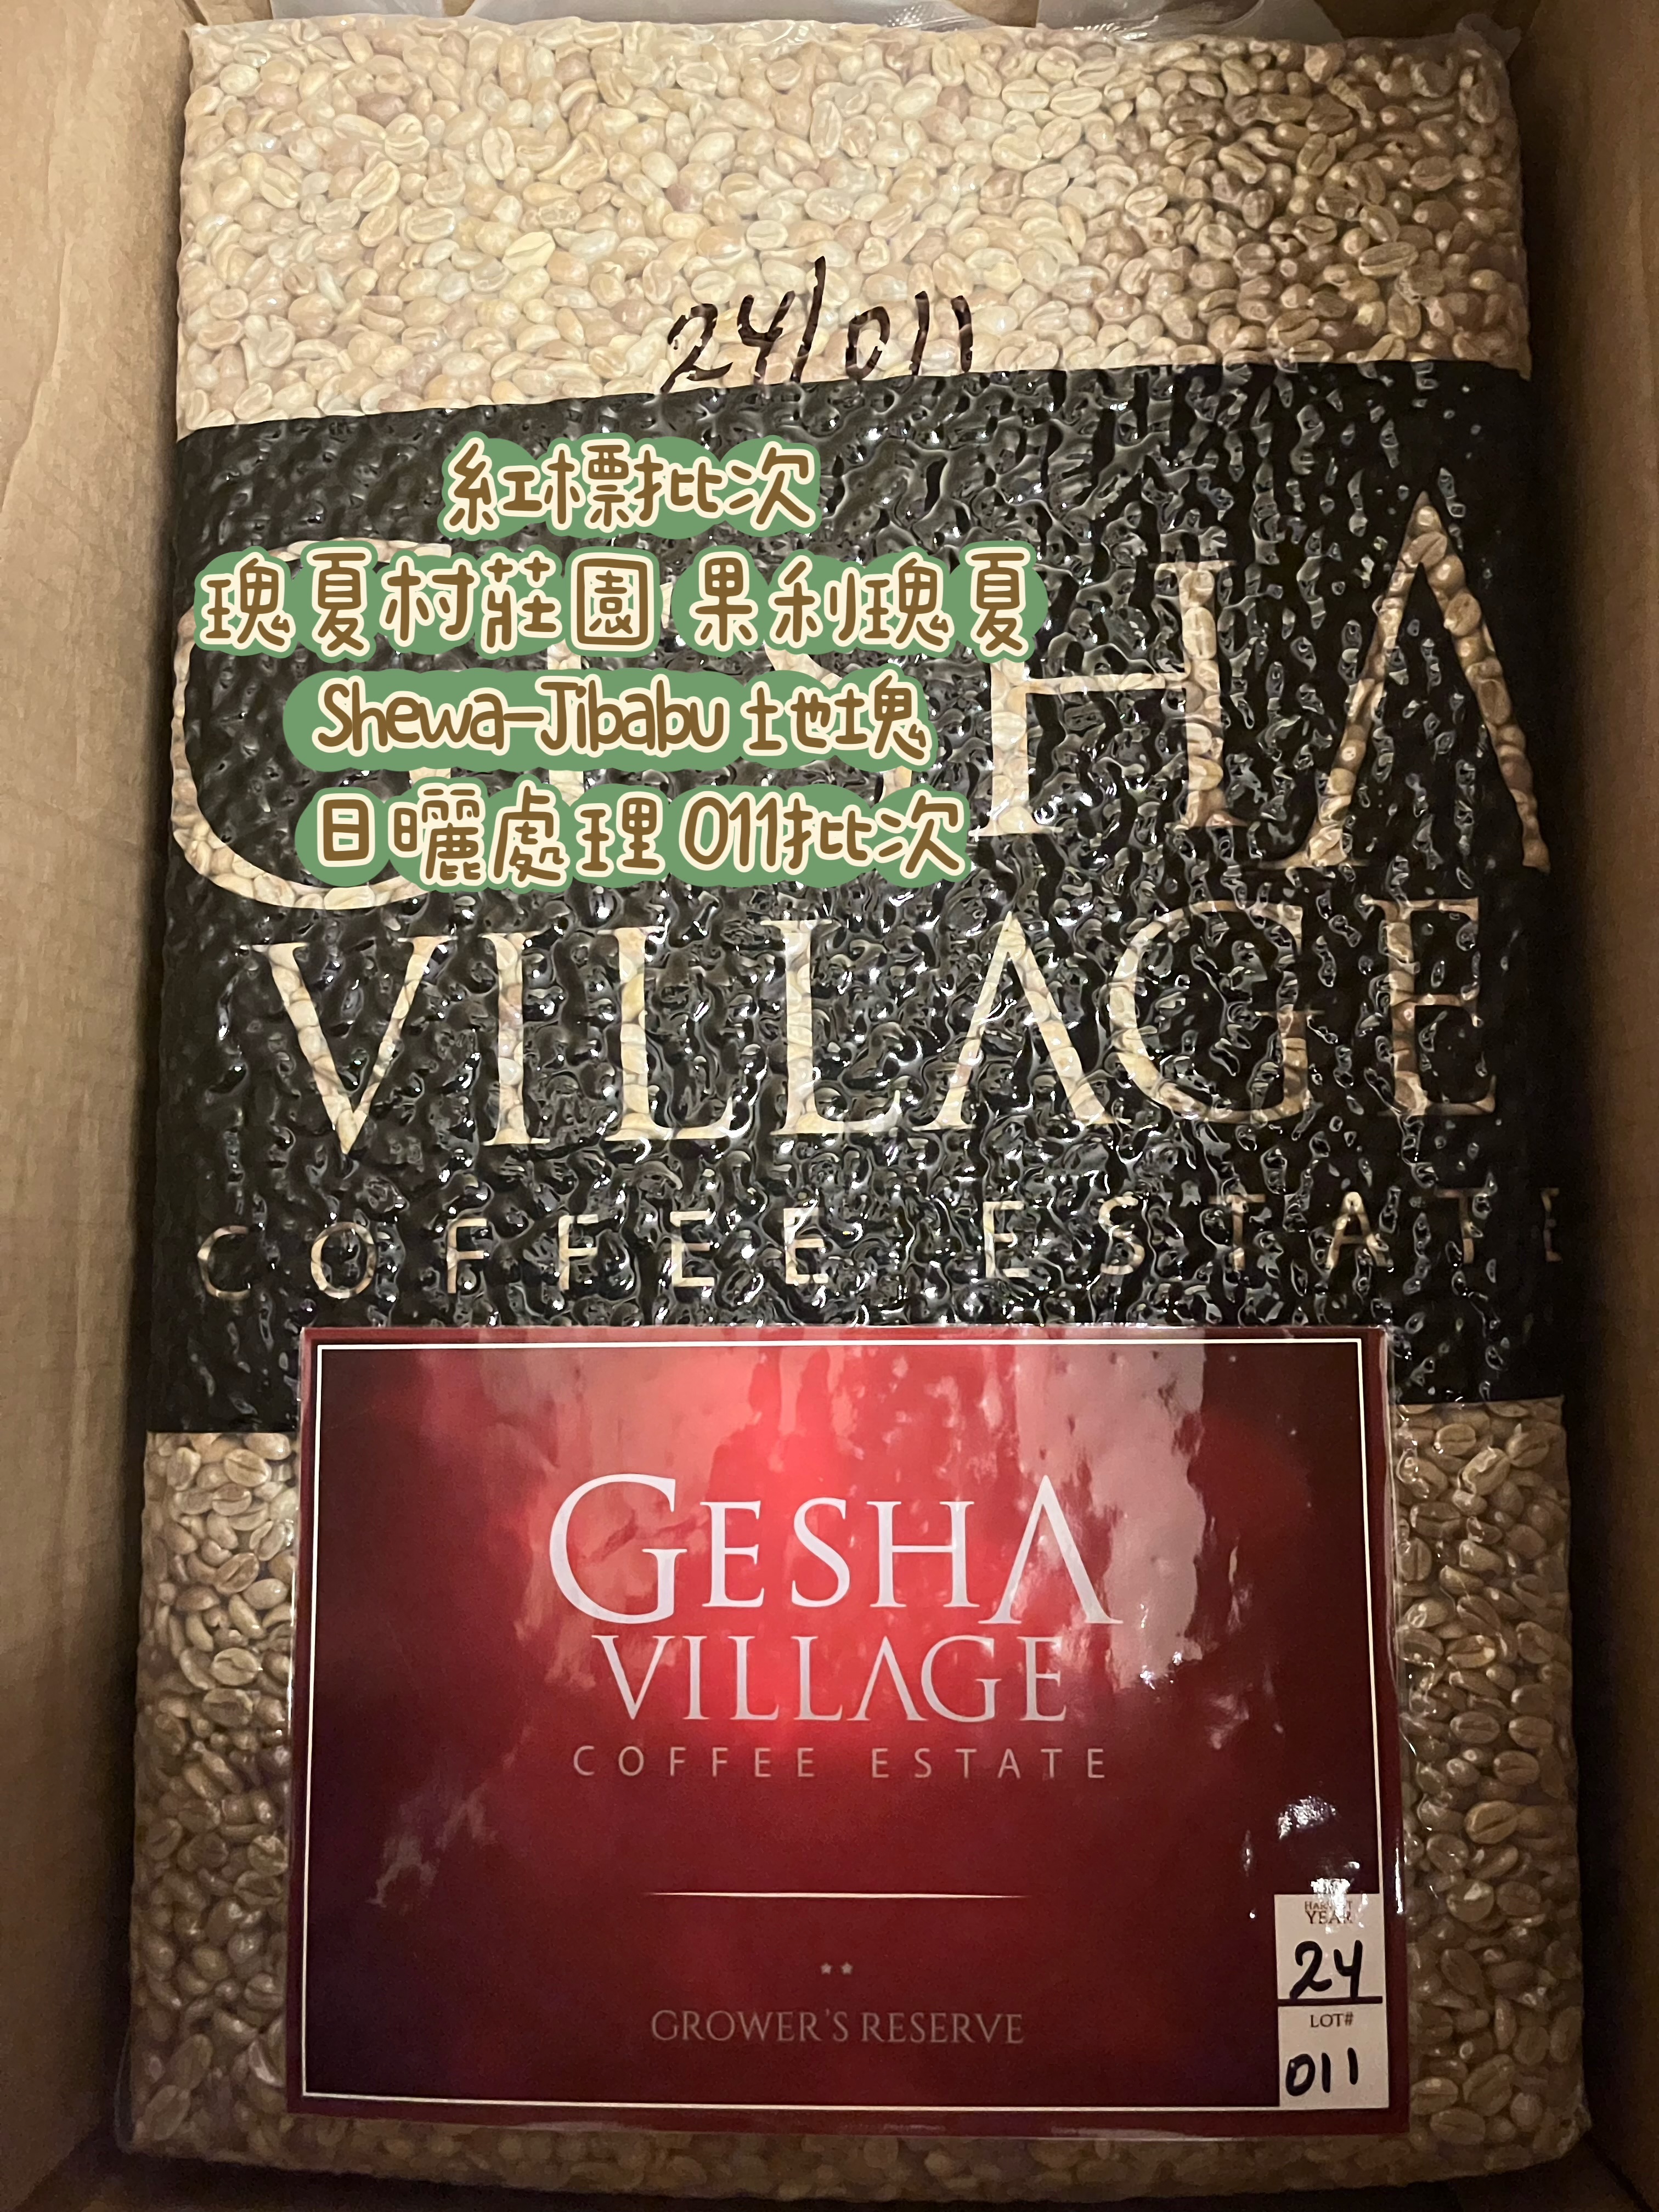 24/011
紅標批次
瑰夏村莊園 果利瑰夏
Shewa-Jibabu 地塊
日曬處理 011批次
GESHA
VILLAGE
COFFEE ESTATE
GESHA
VILLAGE
COFFEE ESTATE
HARVEST
YEAR
24
LOT#
011
GROWER'S RESERVE